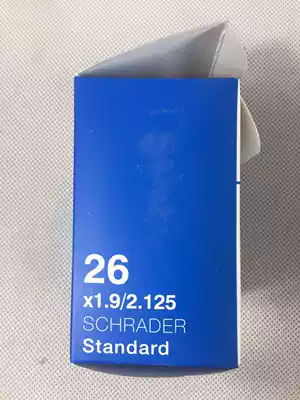 26
x1.9/2.125
SCHRADER
Standard